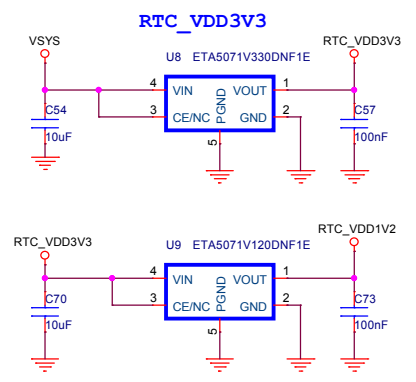 RTC_VDD3V3
VSYS
U8 ETA5071V330DNF1E
RTC_VDD3V3
4 VIN VOUT 1
C54
3 CE/NC PGND GND 2
C57
10uF
5
100nF
RTC_VDD3V3
U9 ETA5071V120DNF1E
RTC_VDD1V2
4 VIN VOUT 1
C70
3 CE/NC PGND GND 2
C73
10uF
5
100nF